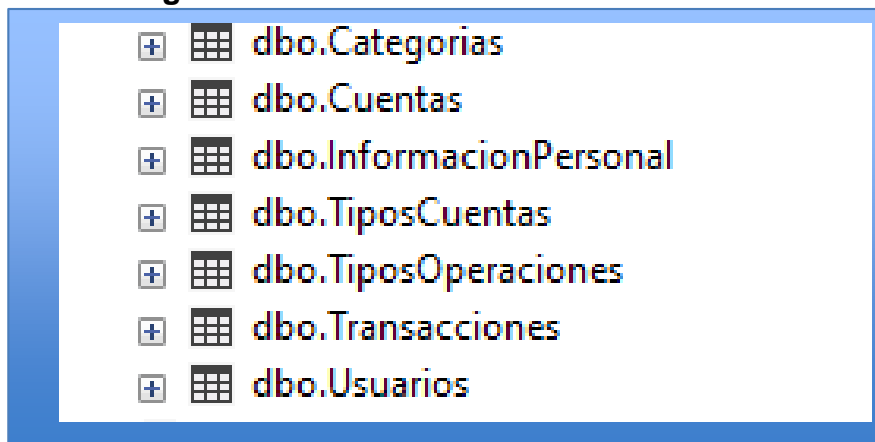 dbo.Categorias
dbo.Cuentas
dbo.InformacionPersonal
dbo.TiposCuentas
dbo.TiposOperaciones
dbo.Transacciones
dbo.Usuarios